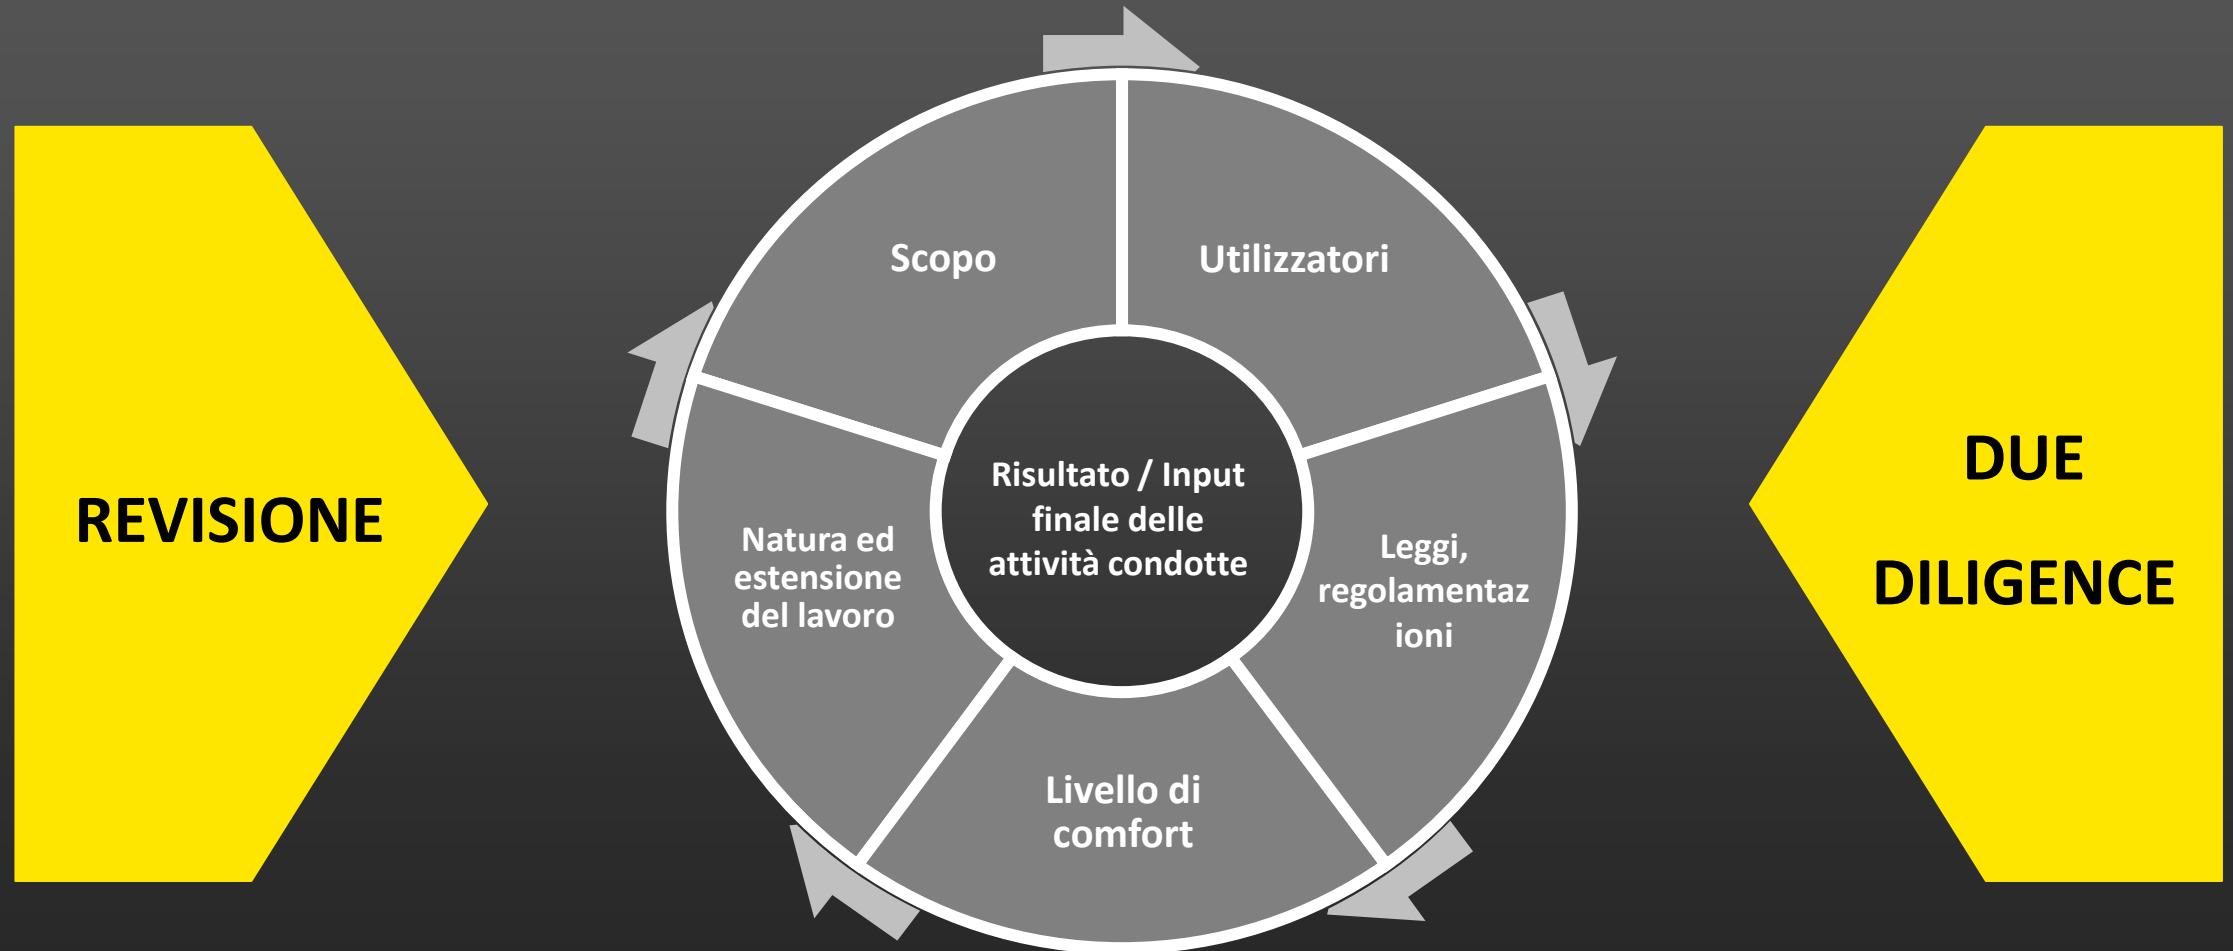 REVISIONE
Scopo
Utilizzatori
Natura ed
estensione
del lavoro
Risultato / Input
finale delle
attività condotte
Leggi,
regolamentaz
ioni
Livello di
comfort
DUE
DILIGENCE